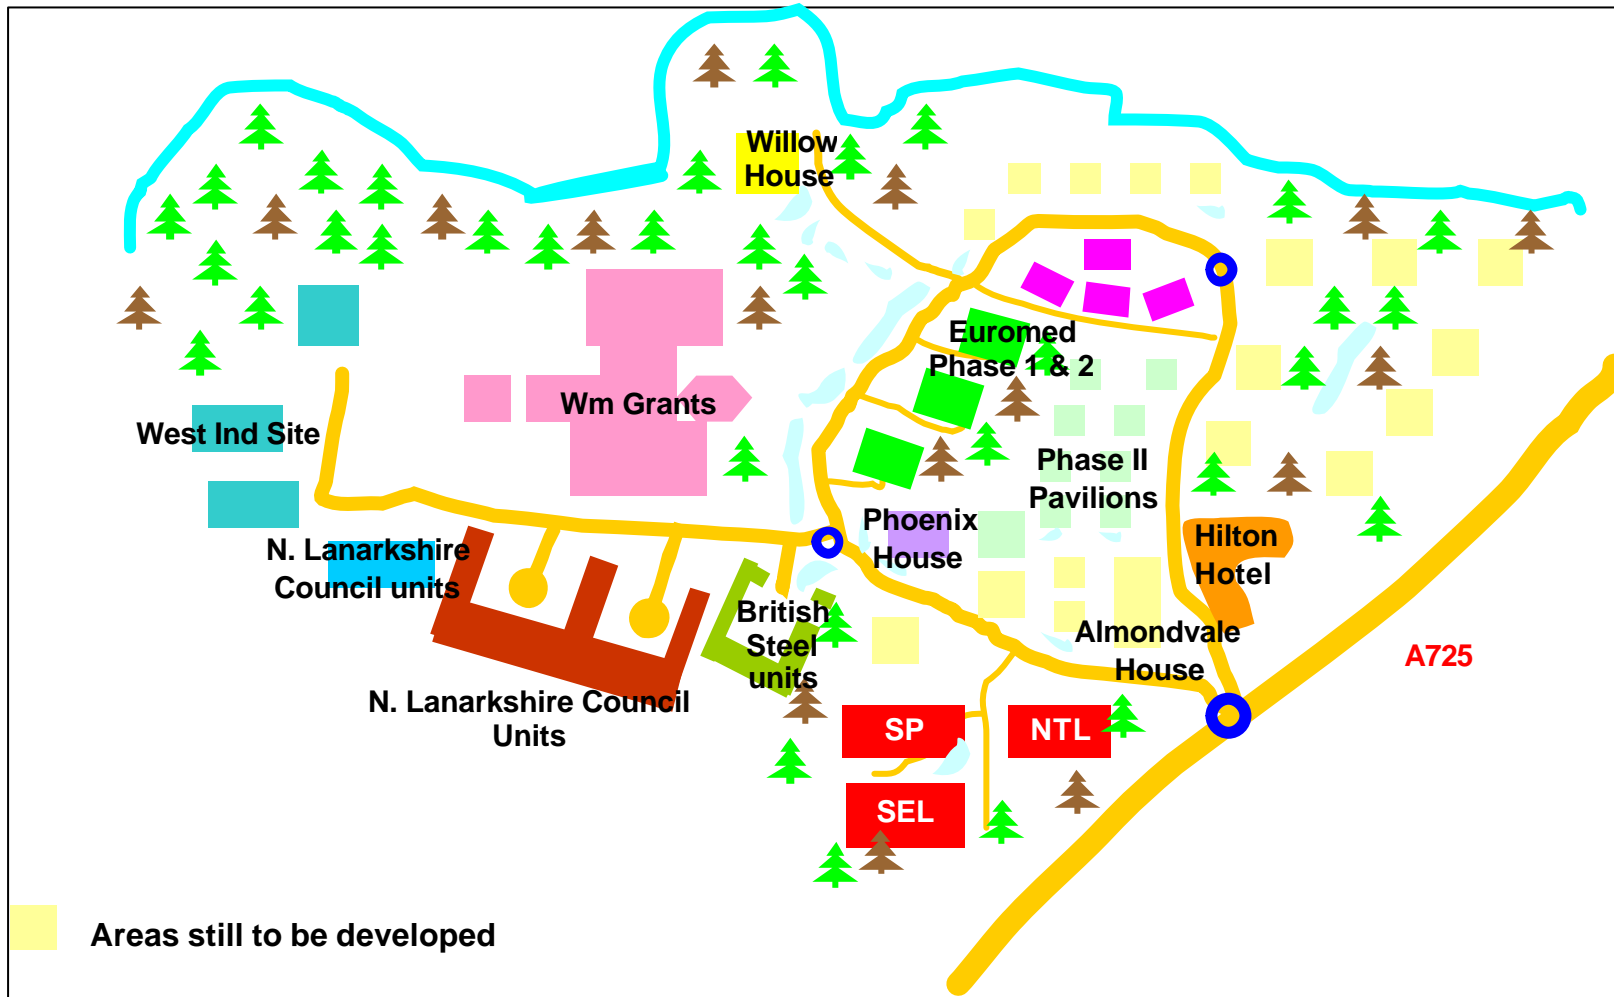 Willow
House
Euromed
Phase 1 & 2
Wm Grants
West Ind Site
Phase II
Pavilions
Phoenix
House
Hilton
Hotel
N. Lanarkshire
Council units
British
Steel
units
Almondvale
House
A725
N. Lanarkshire Council
Units
SP
NTL
SEL
Areas still to be developed